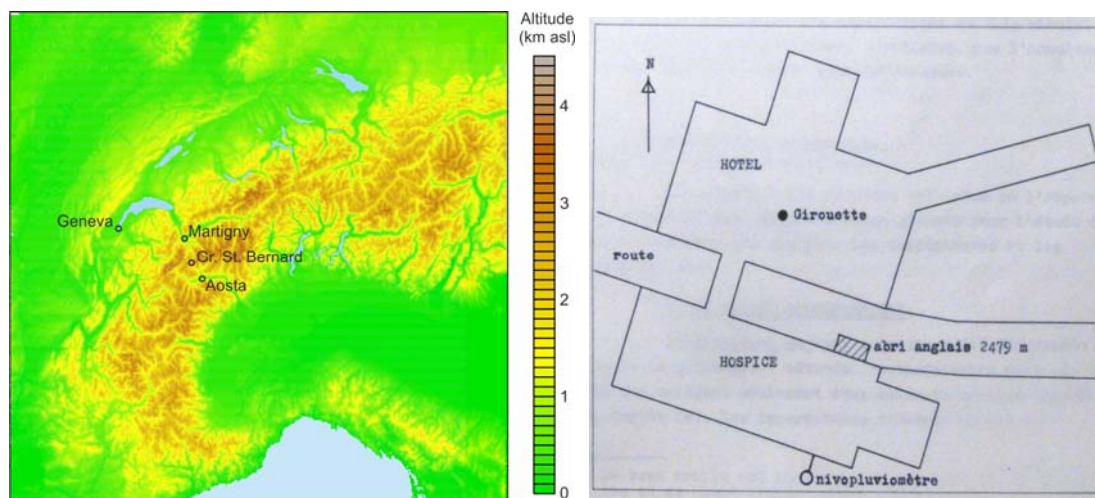 Altitude
(km asl)
4
3
2
1
0
Geneva
Martigny
Gr. St. Bernard
Aosta
N
HOTEL
Girouette
route
abri anglais 2479 m
HOSPICE
nivopluviomètre